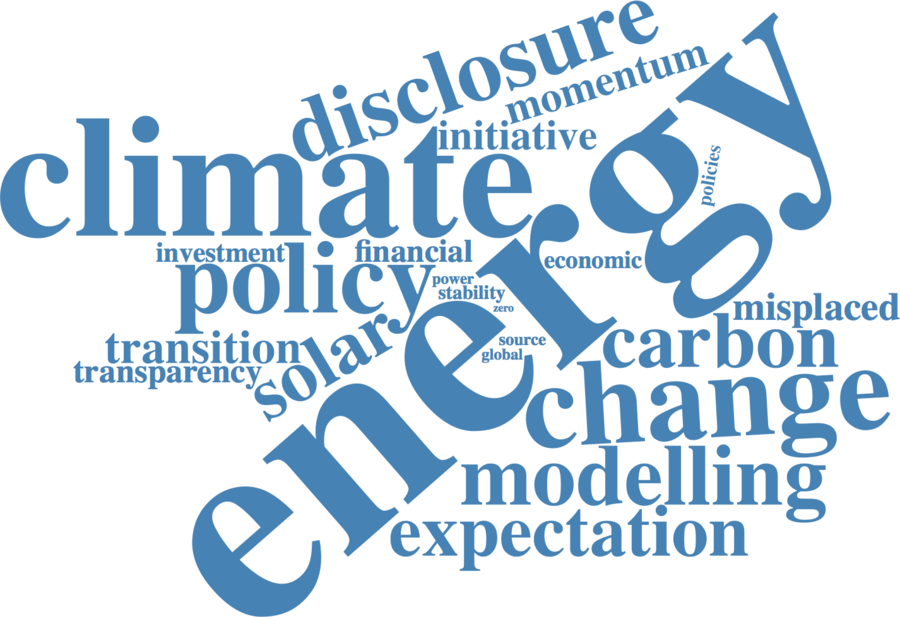 disclosure
momentum
initiative
climate
energy
policies
investment
financial
policy
economic
power
stability
zero
misplaced
transition
solar
source
global
carbon
transparency
change
modelling
expectation